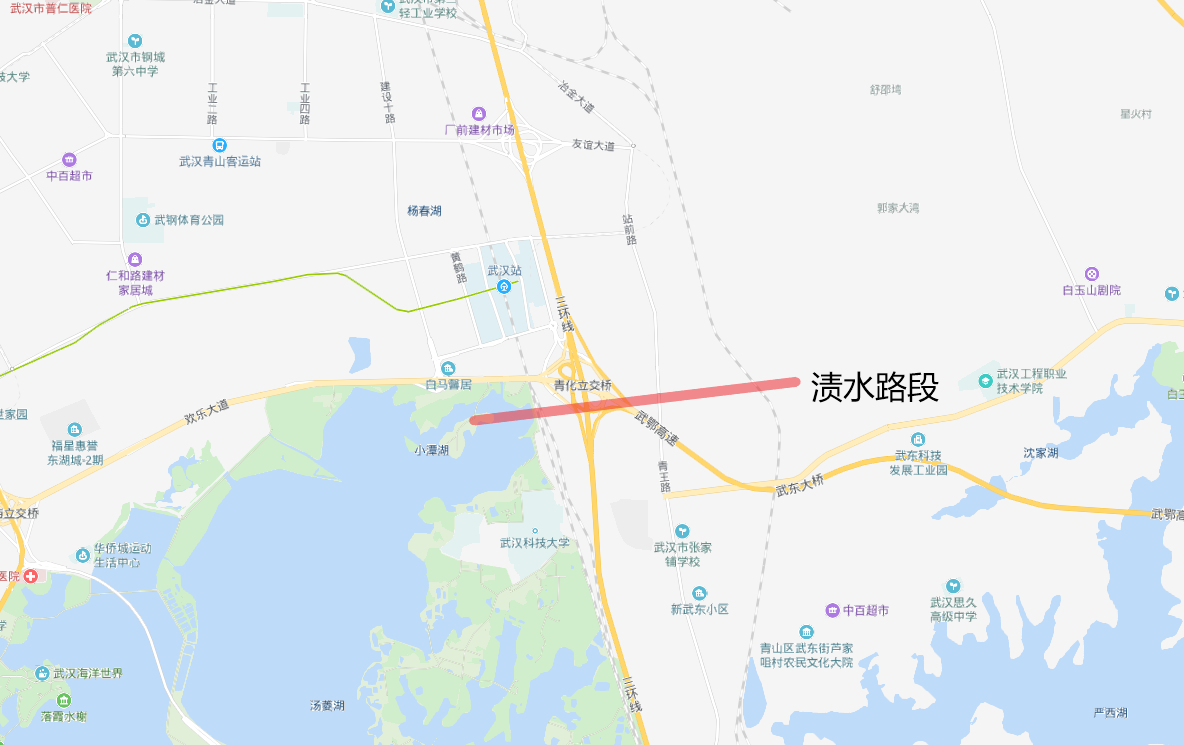 武汉市普仁医院
冶金大道
轻工业学校
武汉市钢城
第六中学
技大学
工业二路
工业四路
建设十路
冶金大道
舒邵塆
星火村
厂前建材市场
友谊大道
武汉青山客运站
中百超市
杨春湖
郭家大湾
武钢体育公园
站前路
黄鹤路
仁和路建材
家居城
武汉站
三环线
白玉山剧院
白马馨居
青化立交桥
渍水路段
武汉工程职业
技术学院
世家园
欢乐大道
武鄂高速
福星惠誉
东湖城-2期
小潭湖
青王路
武东科技
发展工业园
沈家湖
武东大桥
立交桥
武鄂高
武汉科技大学
武汉市张家
铺学校
华侨城运动
生活中心
医院
新武东小区
中百超市
武汉思久
高级中学
青山区武东街芦家
咀村农民文化大院
武汉海洋世界
落霞水榭
汤菱湖
三环线
严西湖